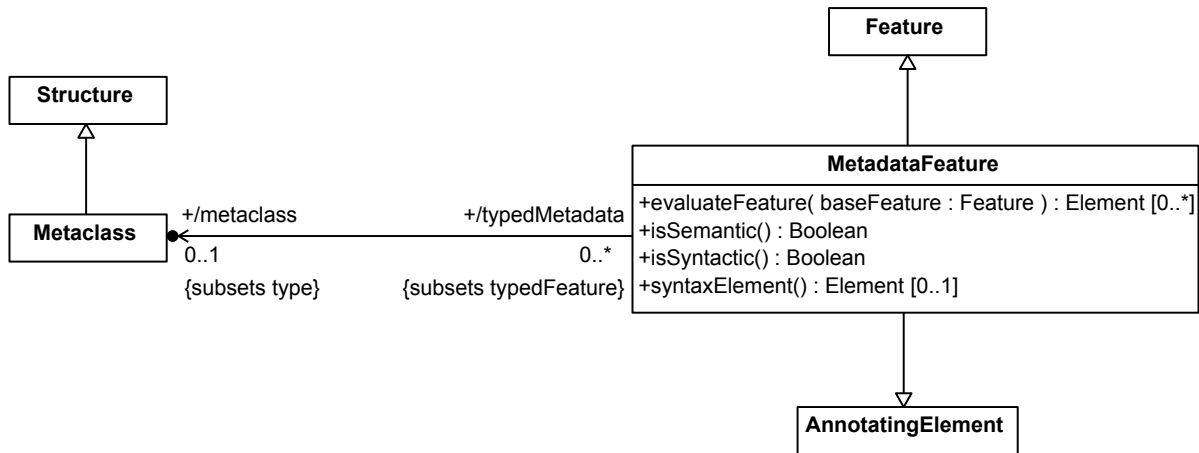 Feature
Structure
MetadataFeature
+evaluateFeature( baseFeature : Feature ) : Element [0..*]
+isSemantic() : Boolean
+isSyntactic() : Boolean
+syntaxElement() : Element [0..1]
+/metaclass
+/typedMetadata
Metaclass
0..1
0..*
{subsets type}
{subsets typedFeature}
AnnotatingElement